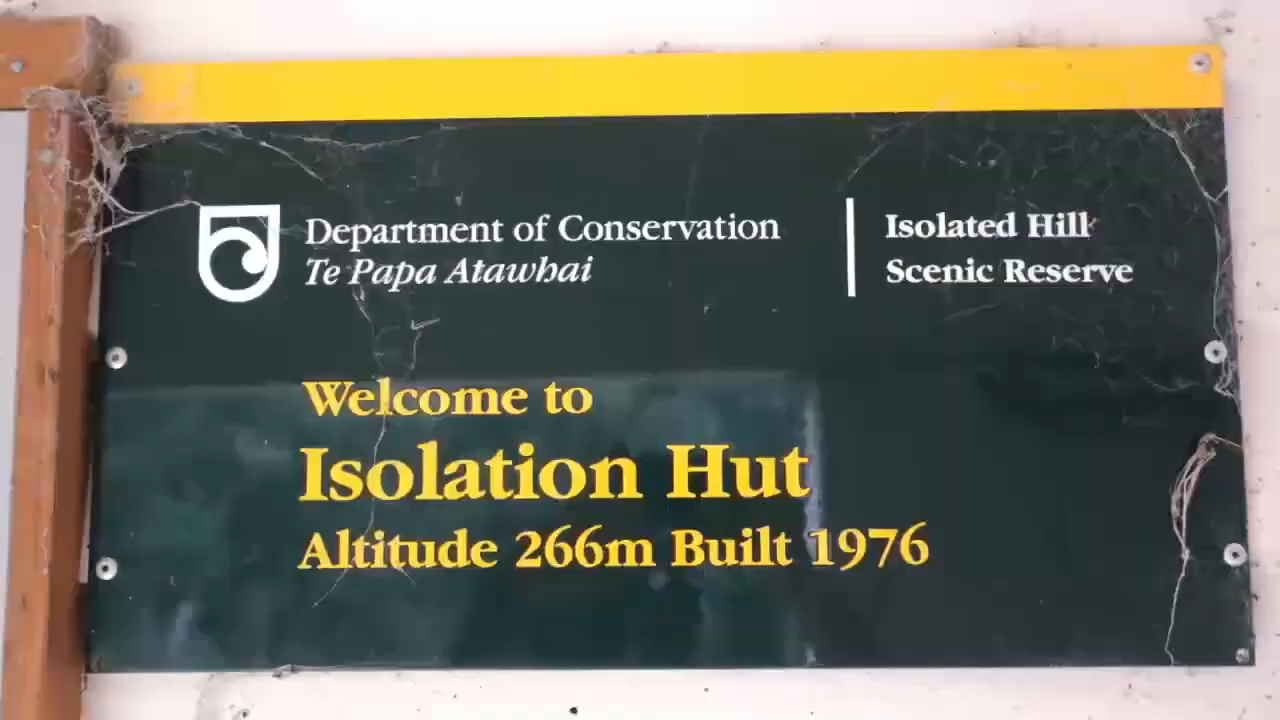 Department of Conservation
Te Papa Atawhai
Isolated Hill
Scenic Reserve
Welcome to
Isolation Hut
Altitude 266m Built 1976